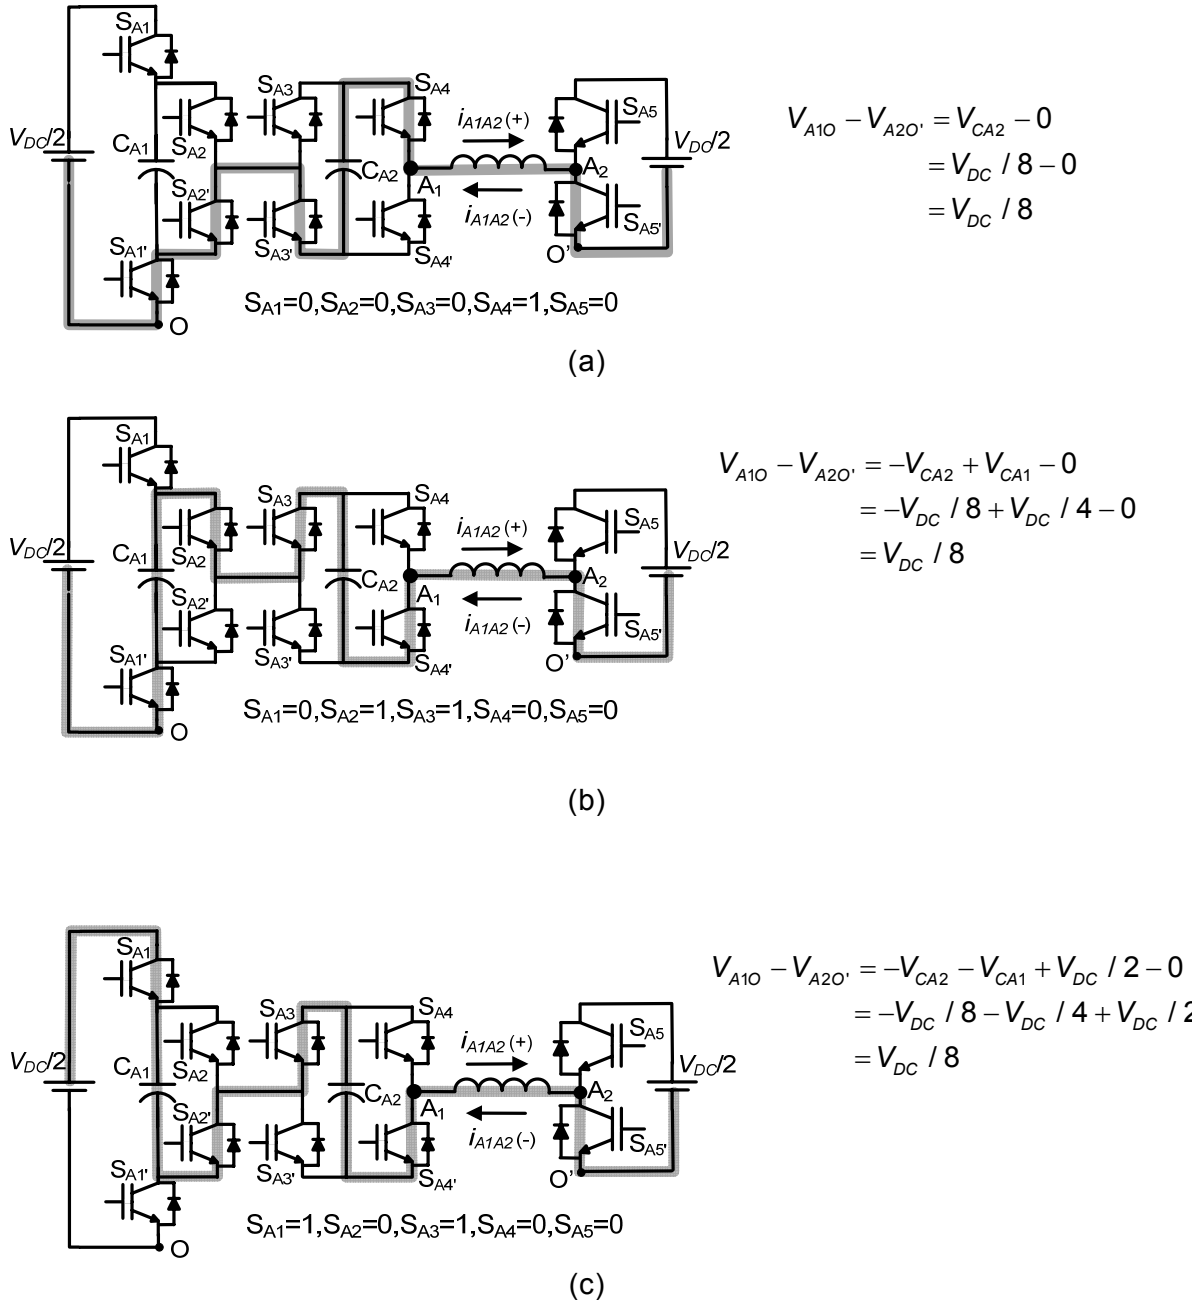 S_A1
V_DC/2
C_A1
S_A2
S_A2'
S_A1'
S_A3
S_A3'
C_A2
S_A4
A_1
S_A4'
i_A1A2(+)
i_A1A2(-)
A_2
S_A5
S_A5'
V_DC/2
O'
O
S_A1=0,S_A2=0,S_A3=0,S_A4=1,S_A5=0
V_A1O − V_A2O' = V_CA2 − 0
= V_DC / 8 − 0
= V_DC / 8
(a)
S_A1
V_DC/2
C_A1
S_A2
S_A2'
S_A1'
S_A3
S_A3'
C_A2
S_A4
A_1
S_A4'
i_A1A2(+)
i_A1A2(-)
A_2
S_A5
S_A5'
V_DC/2
O'
O
S_A1=0,S_A2=1,S_A3=1,S_A4=0,S_A5=0
V_A1O − V_A2O' = −V_CA2 + V_CA1 − 0
= −V_DC / 8 + V_DC / 4 − 0
= V_DC / 8
(b)
S_A1
V_DC/2
C_A1
S_A2
S_A2'
S_A1'
S_A3
S_A3'
C_A2
S_A4
A_1
S_A4'
i_A1A2(+)
i_A1A2(-)
A_2
S_A5
S_A5'
V_DC/2
O'
O
S_A1=1,S_A2=0,S_A3=1,S_A4=0,S_A5=0
V_A1O − V_A2O' = −V_CA2 − V_CA1 + V_DC / 2 − 0
= −V_DC / 8 − V_DC / 4 + V_DC / 2
= V_DC / 8
(c)